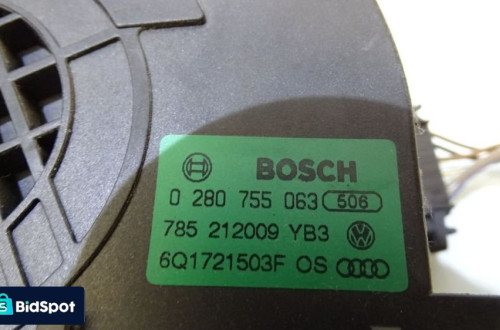 BOSCH
0 280 755 063 506
785 212009 YB3
6Q1721503F OS
BidSpot